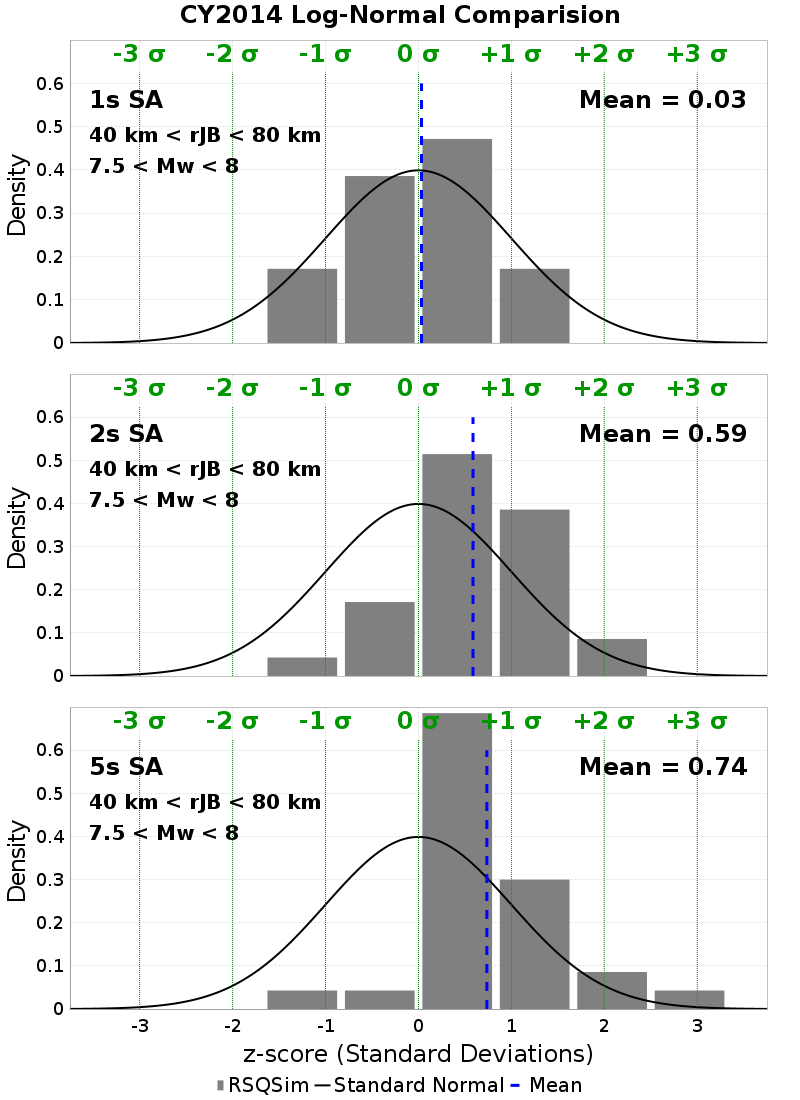 CY2014 Log-Normal Comparision
-3 σ -2 σ -1 σ 0 σ +1 σ +2 σ +3 σ
1s SA
Mean = 0.03
40 km < rJB < 80 km
7.5 < Mw < 8
Density
0.6
0.5
0.4
0.3
0.2
0.1
0
-3 σ -2 σ -1 σ 0 σ +1 σ +2 σ +3 σ
2s SA
Mean = 0.59
40 km < rJB < 80 km
7.5 < Mw < 8
Density
0.6
0.5
0.4
0.3
0.2
0.1
0
-3 σ -2 σ -1 σ 0 σ +1 σ +2 σ +3 σ
5s SA
Mean = 0.74
40 km < rJB < 80 km
7.5 < Mw < 8
Density
0.6
0.5
0.4
0.3
0.2
0.1
0
-3 -2 -1 0 1 2 3
z-score (Standard Deviations)
RSQSim Standard Normal Mean